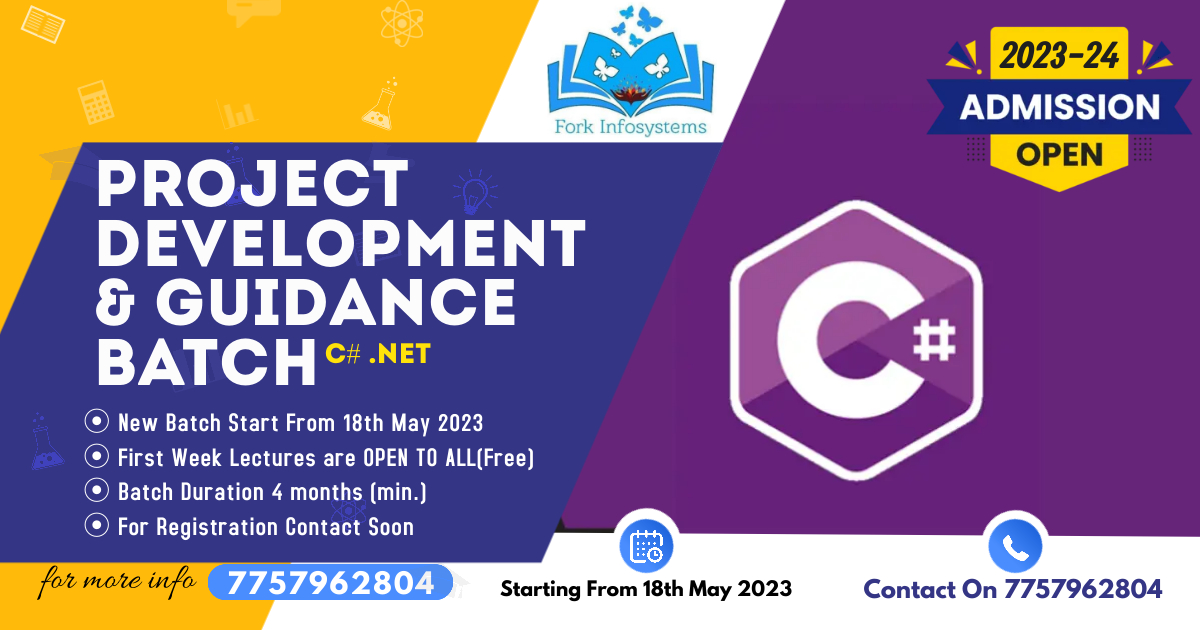 Fork Infosystems
2023-24
ADMISSION
OPEN
PROJECT
DEVELOPMENT
& GUIDANCE
BATCH C# .NET
C#
New Batch Start From 18th May 2023
First Week Lectures are OPEN TO ALL(Free)
Batch Duration 4 months (min.)
For Registration Contact Soon
for more info 7757962804
Starting From 18th May 2023
Contact On 7757962804